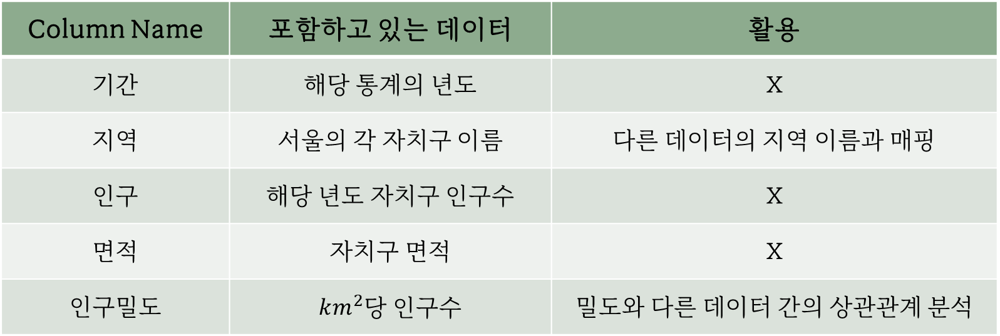 Column Name 포함하고 있는 데이터 활용
기간 해당 통계의 년도 X
지역 서울의 각 자치구 이름 다른 데이터의 지역 이름과 매핑
인구 해당 년도 자치구 인구수 X
면적 자치구 면적 X
인구밀도 km²당 인구수 밀도와 다른 데이터 간의 상관관계 분석